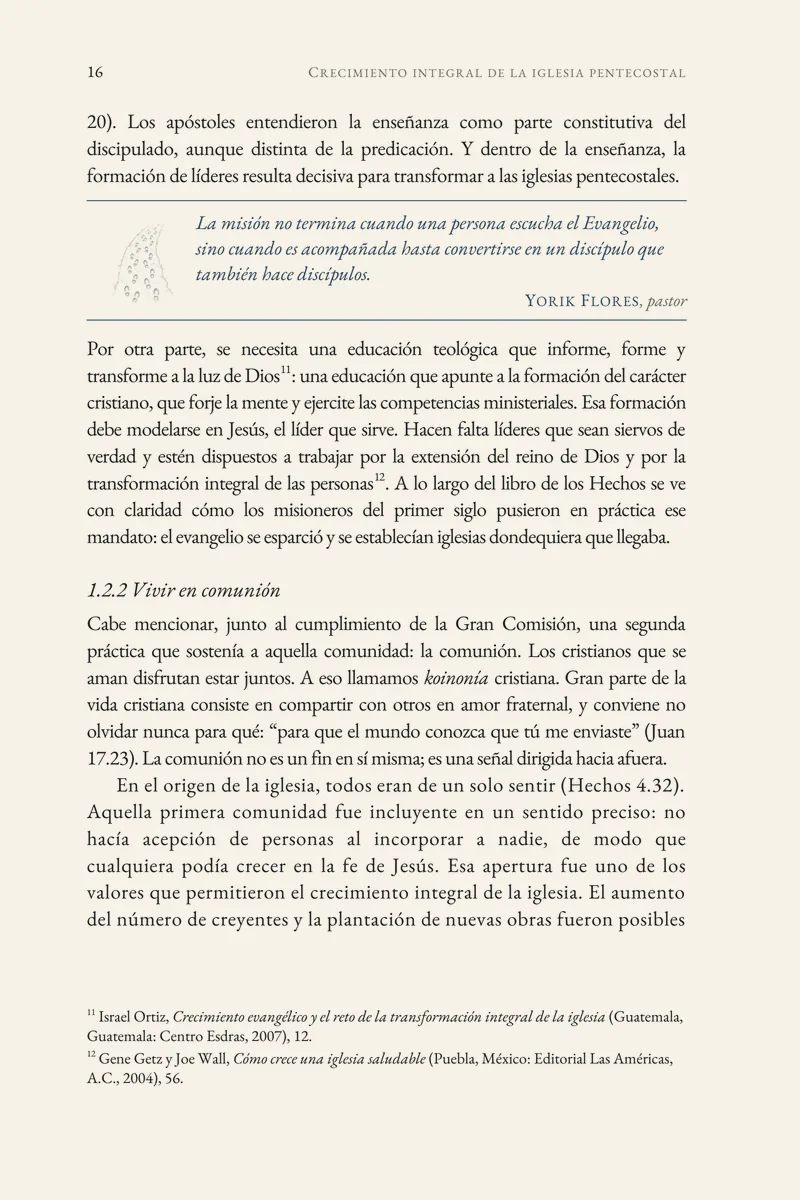 16 CRECIMIENTO INTEGRAL DE LA IGLESIA PENTECOSTAL
20). Los apóstoles entendieron la enseñanza como parte constitutiva del
discipulado, aunque distinta de la predicación. Y dentro de la enseñanza, la
formación de líderes resulta decisiva para transformar a las iglesias pentecostales.
La misión no termina cuando una persona escucha el Evangelio,
sino cuando es acompañada hasta convertirse en un discípulo que
también hace discípulos.
YORIK FLORES, pastor
Por otra parte, se necesita una educación teológica que informe, forme y
transforme a la luz de Dios11: una educación que apunte a la formación del carácter
cristiano, que forje la mente y ejercite las competencias ministeriales. Esa formación
debe modelarse en Jesús, el líder que sirve. Hacen falta líderes que sean siervos de
verdad y estén dispuestos a trabajar por la extensión del reino de Dios y por la
transformación integral de las personas12. A lo largo del libro de los Hechos se ve
con claridad cómo los misioneros del primer siglo pusieron en práctica ese
mandato: el evangelio se esparció y se establecían iglesias dondequiera que llegaba.
1.2.2 Vivir en comunión
Cabe mencionar, junto al cumplimiento de la Gran Comisión, una segunda
práctica que sostenía a aquella comunidad: la comunión. Los cristianos que se
aman disfrutan estar juntos. A eso llamamos koinonía cristiana. Gran parte de la
vida cristiana consiste en compartir con otros en amor fraternal, y conviene no
olvidar nunca para qué: “para que el mundo conozca que tú me enviaste” (Juan
17.23). La comunión no es un fin en sí misma; es una señal dirigida hacia afuera.
En el origen de la iglesia, todos eran de un solo sentir (Hechos 4.32).
Aquella primera comunidad fue incluyente en un sentido preciso: no
hacía acepción de personas al incorporar a nadie, de modo que
cualquiera podía crecer en la fe de Jesús. Esa apertura fue uno de los
valores que permitieron el crecimiento integral de la iglesia. El aumento
del número de creyentes y la plantación de nuevas obras fueron posibles
11 Israel Ortiz, Crecimiento evangélico y el reto de la transformación integral de la iglesia (Guatemala,
Guatemala: Centro Esdras, 2007), 12.
12 Gene Getz y Joe Wall, Cómo crece una iglesia saludable (Puebla, México: Editorial Las Américas,
A.C., 2004), 56.